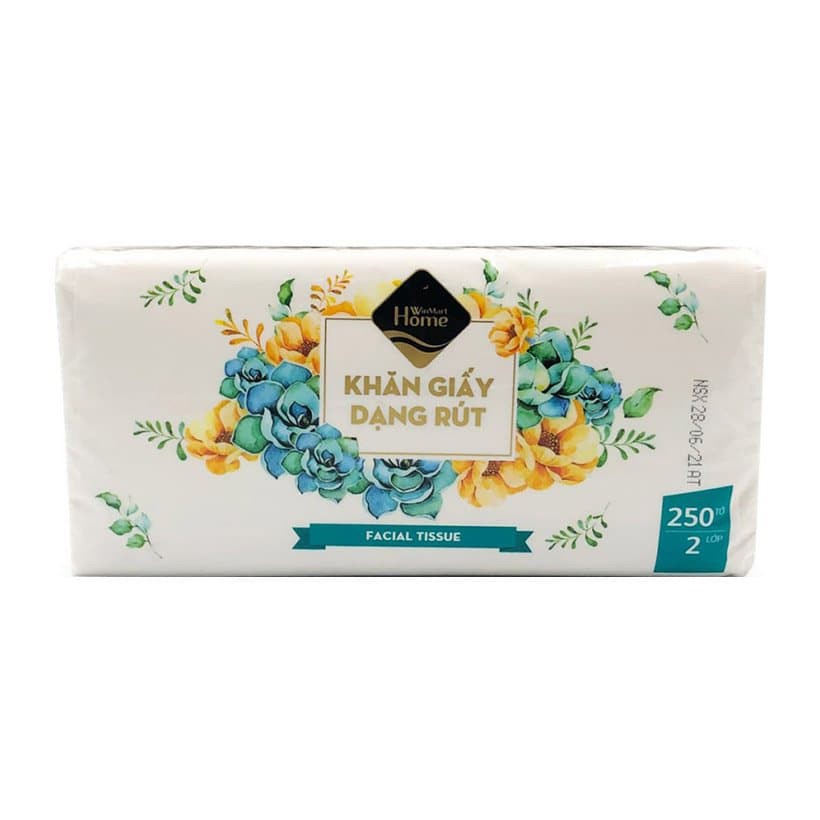 WinMart
Home
KHĂN GIẤY
DẠNG RÚT
FACIAL TISSUE
NSX 28/06/21 AT
250 TỜ
2 LỚP